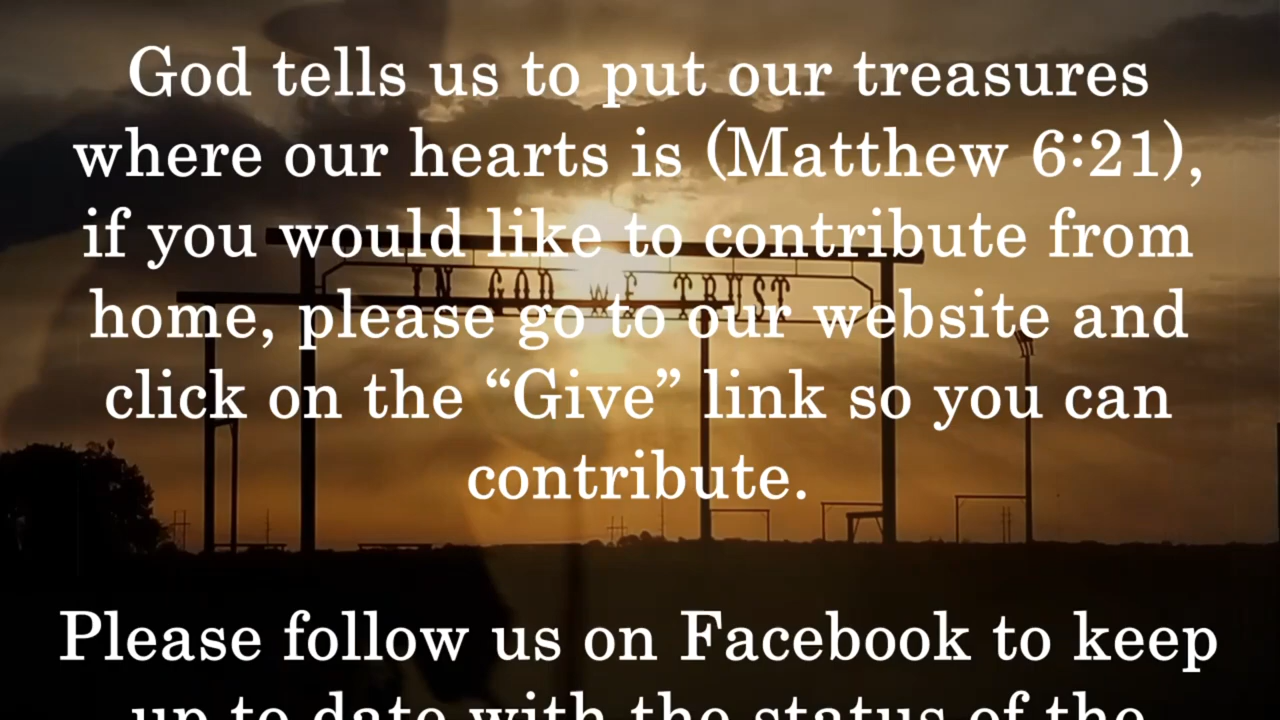 God tells us to put our treasures
where our hearts is (Matthew 6:21),
if you would like to contribute from
IN GOD WE TRUST
home, please go to our website and
click on the “Give” link so you can
contribute.
Please follow us on Facebook to keep
up to date with the status of the